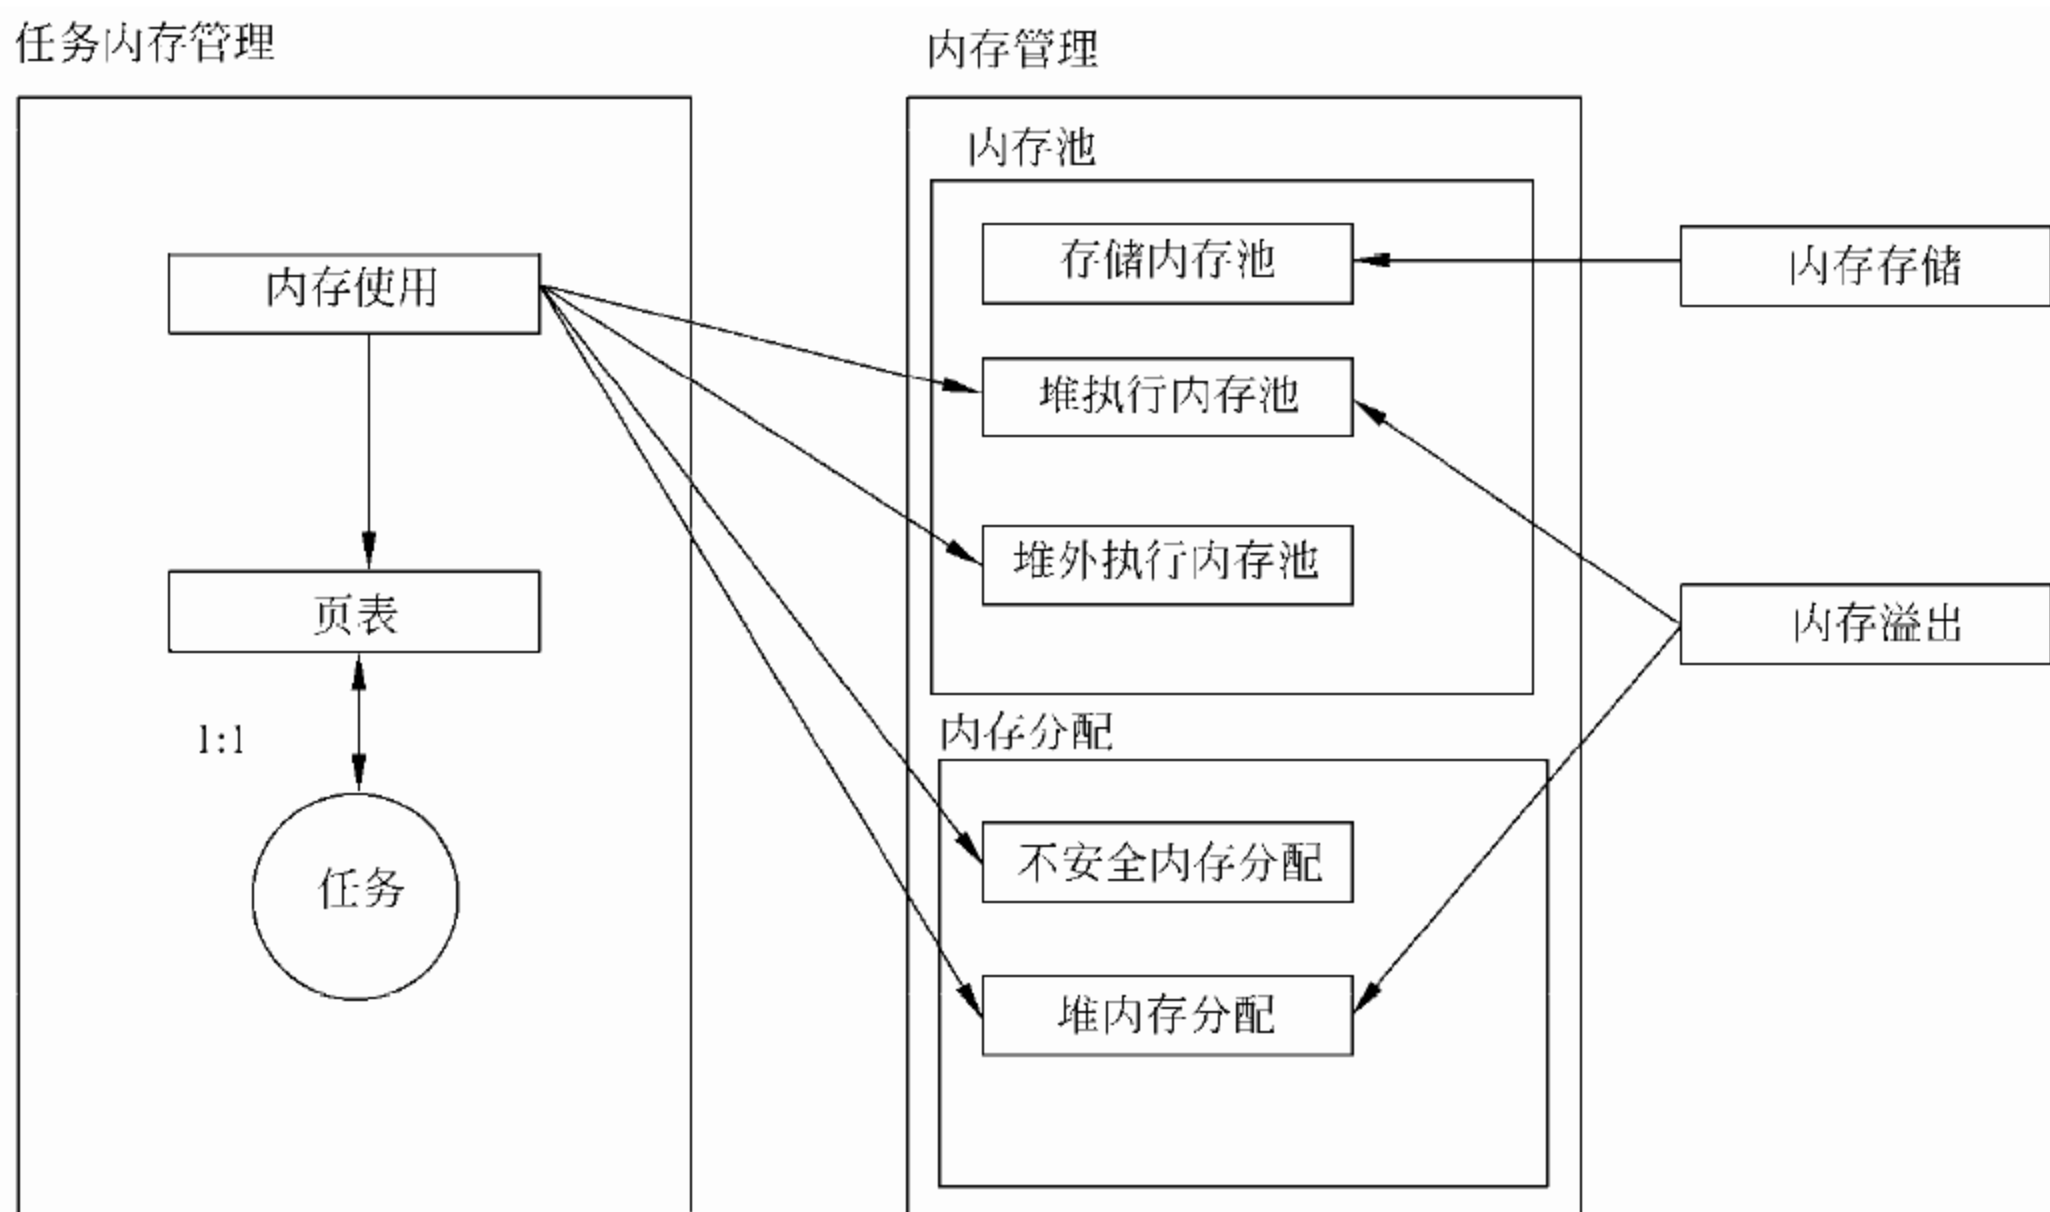 任务内存管理
内存管理
内存池
存储内存池
内存存储
内存使用
堆执行内存池
堆外执行内存池
页表
内存溢出
1:1
内存分配
不安全内存分配
任务
堆内存分配